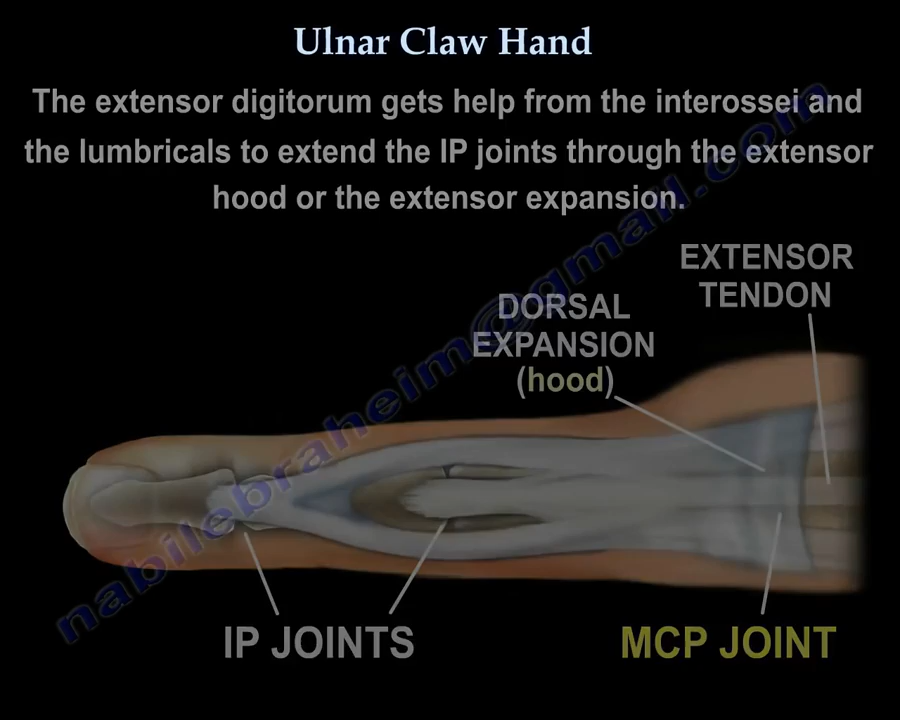 Ulnar Claw Hand
The extensor digitorum gets help from the interossei and
the lumbricals to extend the IP joints through the extensor
hood or the extensor expansion.
EXTENSOR
TENDON
DORSAL
EXPANSION
(hood)
IP JOINTS
MCP JOINT
nabilebraheim@gmail.com